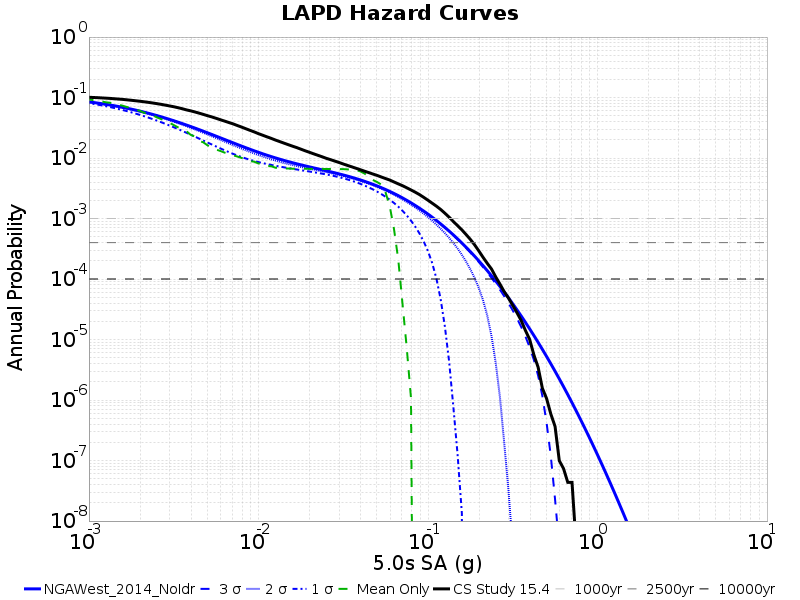 LAPD Hazard Curves
10^0
10^-1
10^-2
10^-3
10^-4
10^-5
10^-6
10^-7
10^-8
Annual Probability
10^-3 10^-2 10^-1 10^0 10^1
5.0s SA (g)
NGAWest_2014_NoIdr 3 σ 2 σ 1 σ Mean Only CS Study 15.4 1000yr 2500yr 10000yr